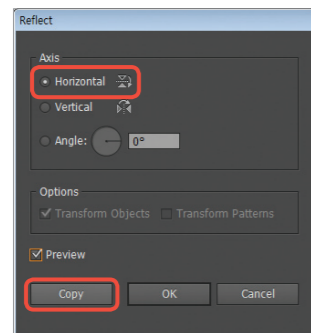 Reflect
Axis
Horizontal
Vertical
Angle: 0°
Options
Transform Objects Transform Patterns
Preview
Copy OK Cancel